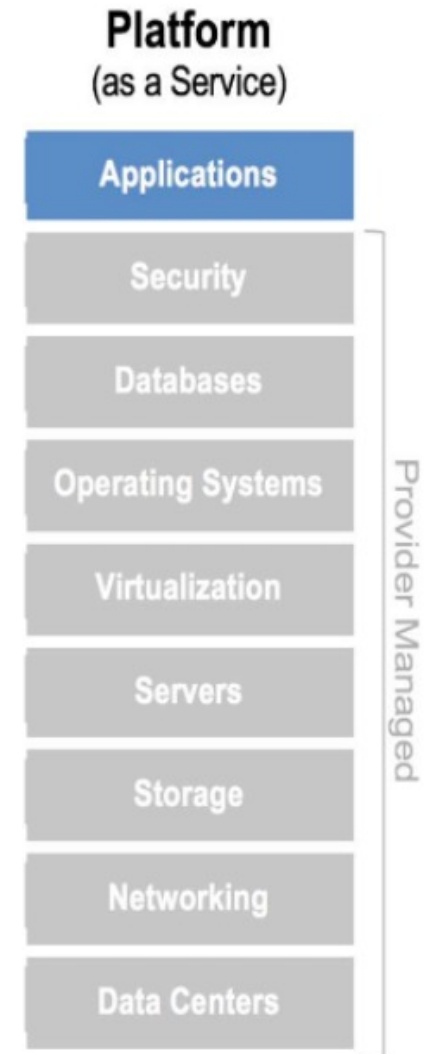 Platform
(as a Service)
Applications
Security
Databases
Operating Systems
Virtualization
Servers
Storage
Networking
Data Centers
Provider Managed